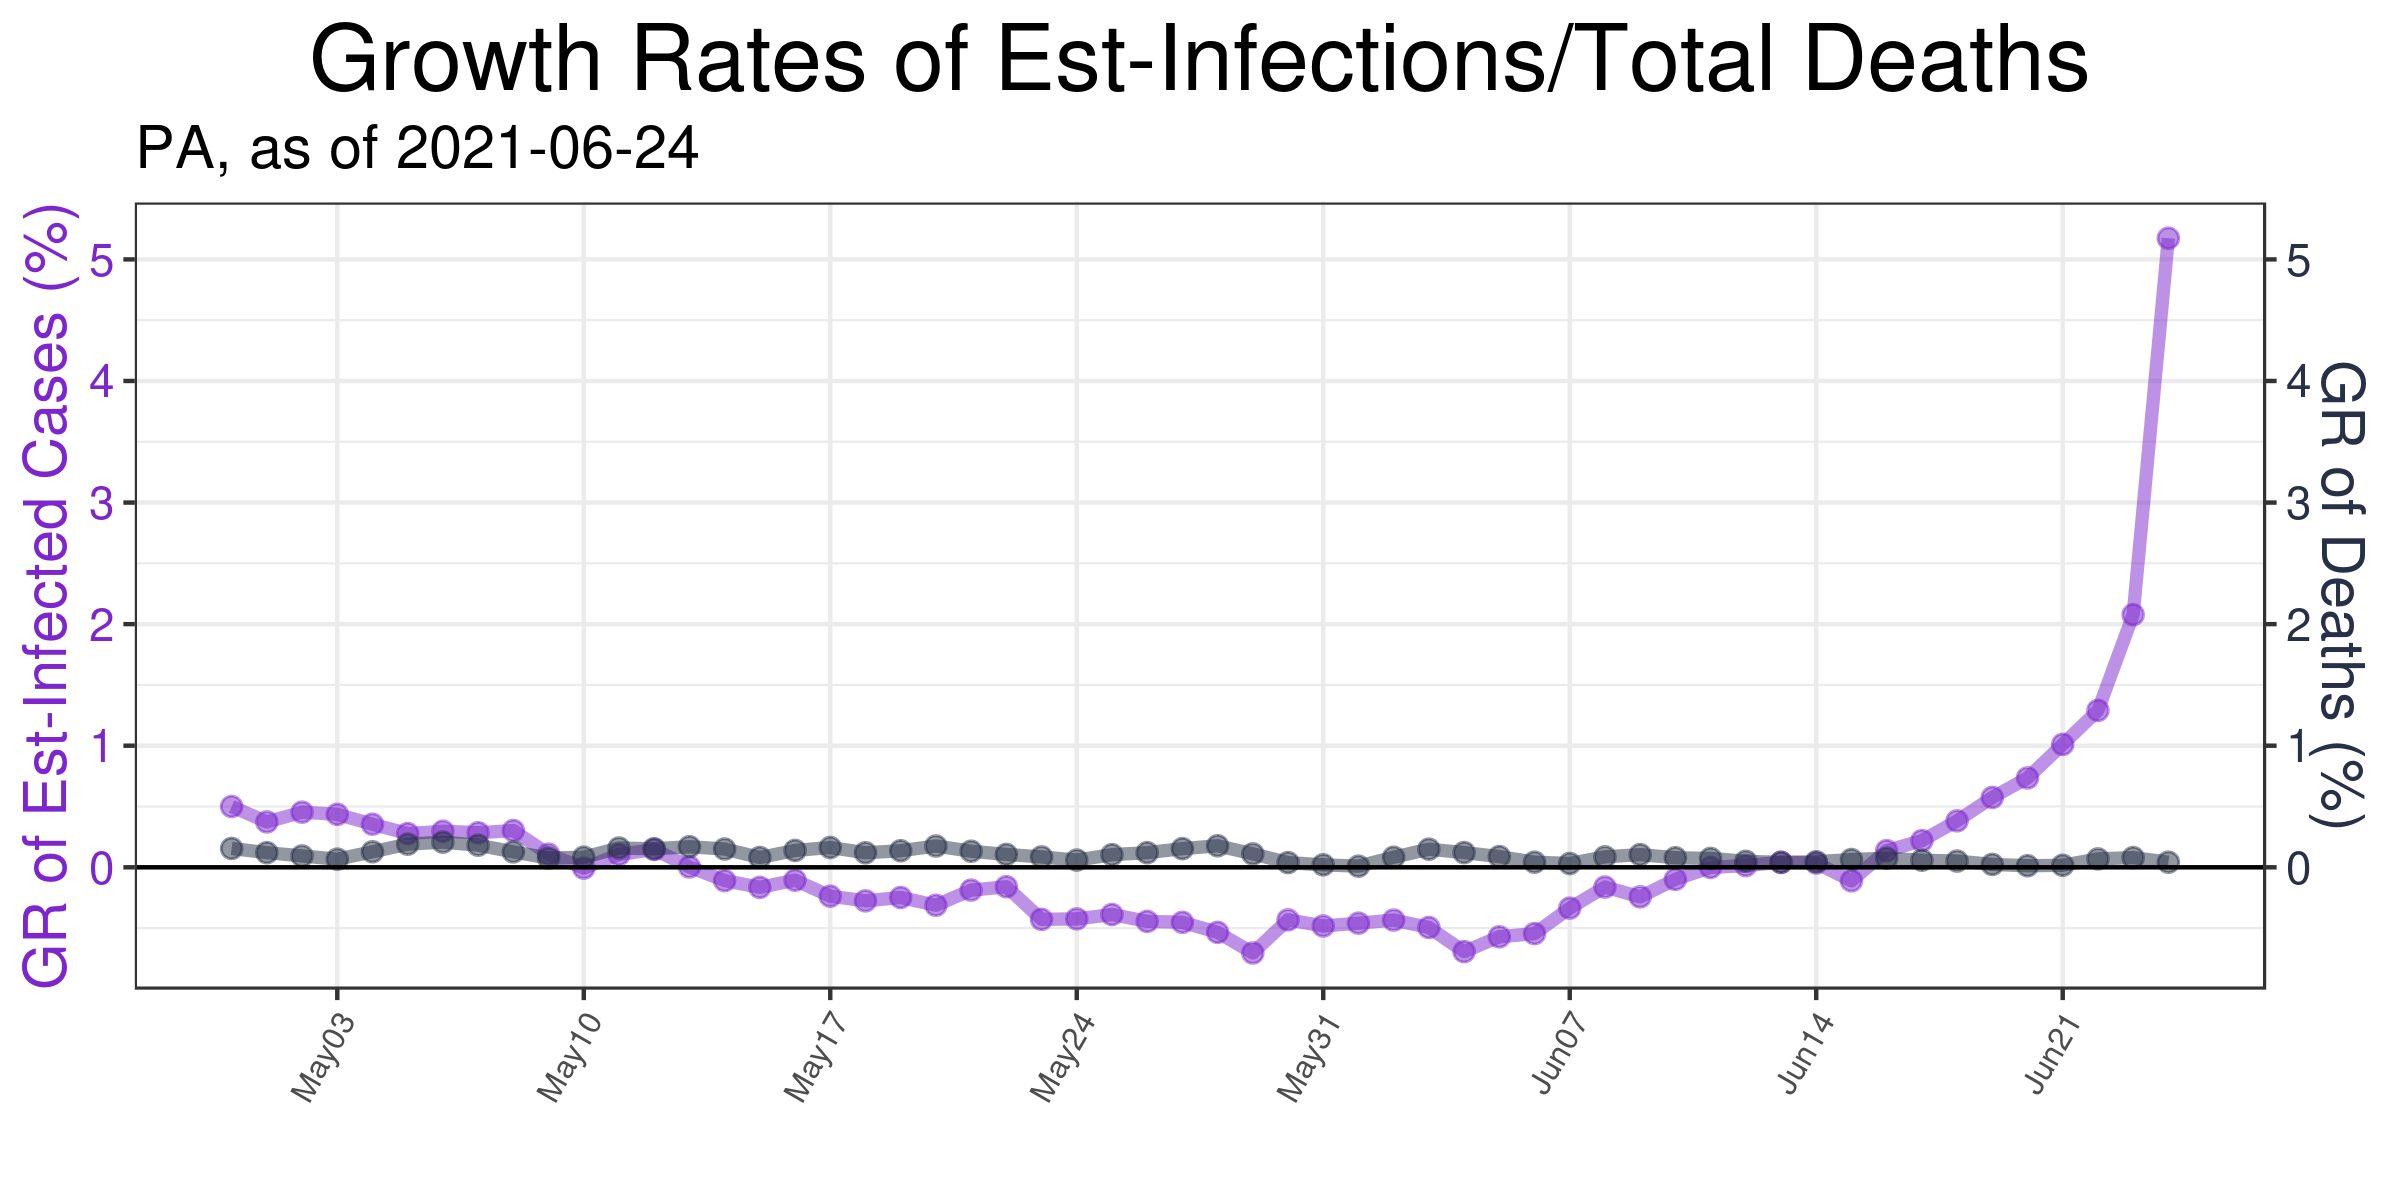 Growth Rates of Est-Infections/Total Deaths
PA, as of 2021-06-24
GR of Est-Infected Cases (%)
5
4
3
2
1
0
5
4
3
2
1
0
GR of Deaths (%)
May03
May10
May17
May24
May31
Jun07
Jun14
Jun21